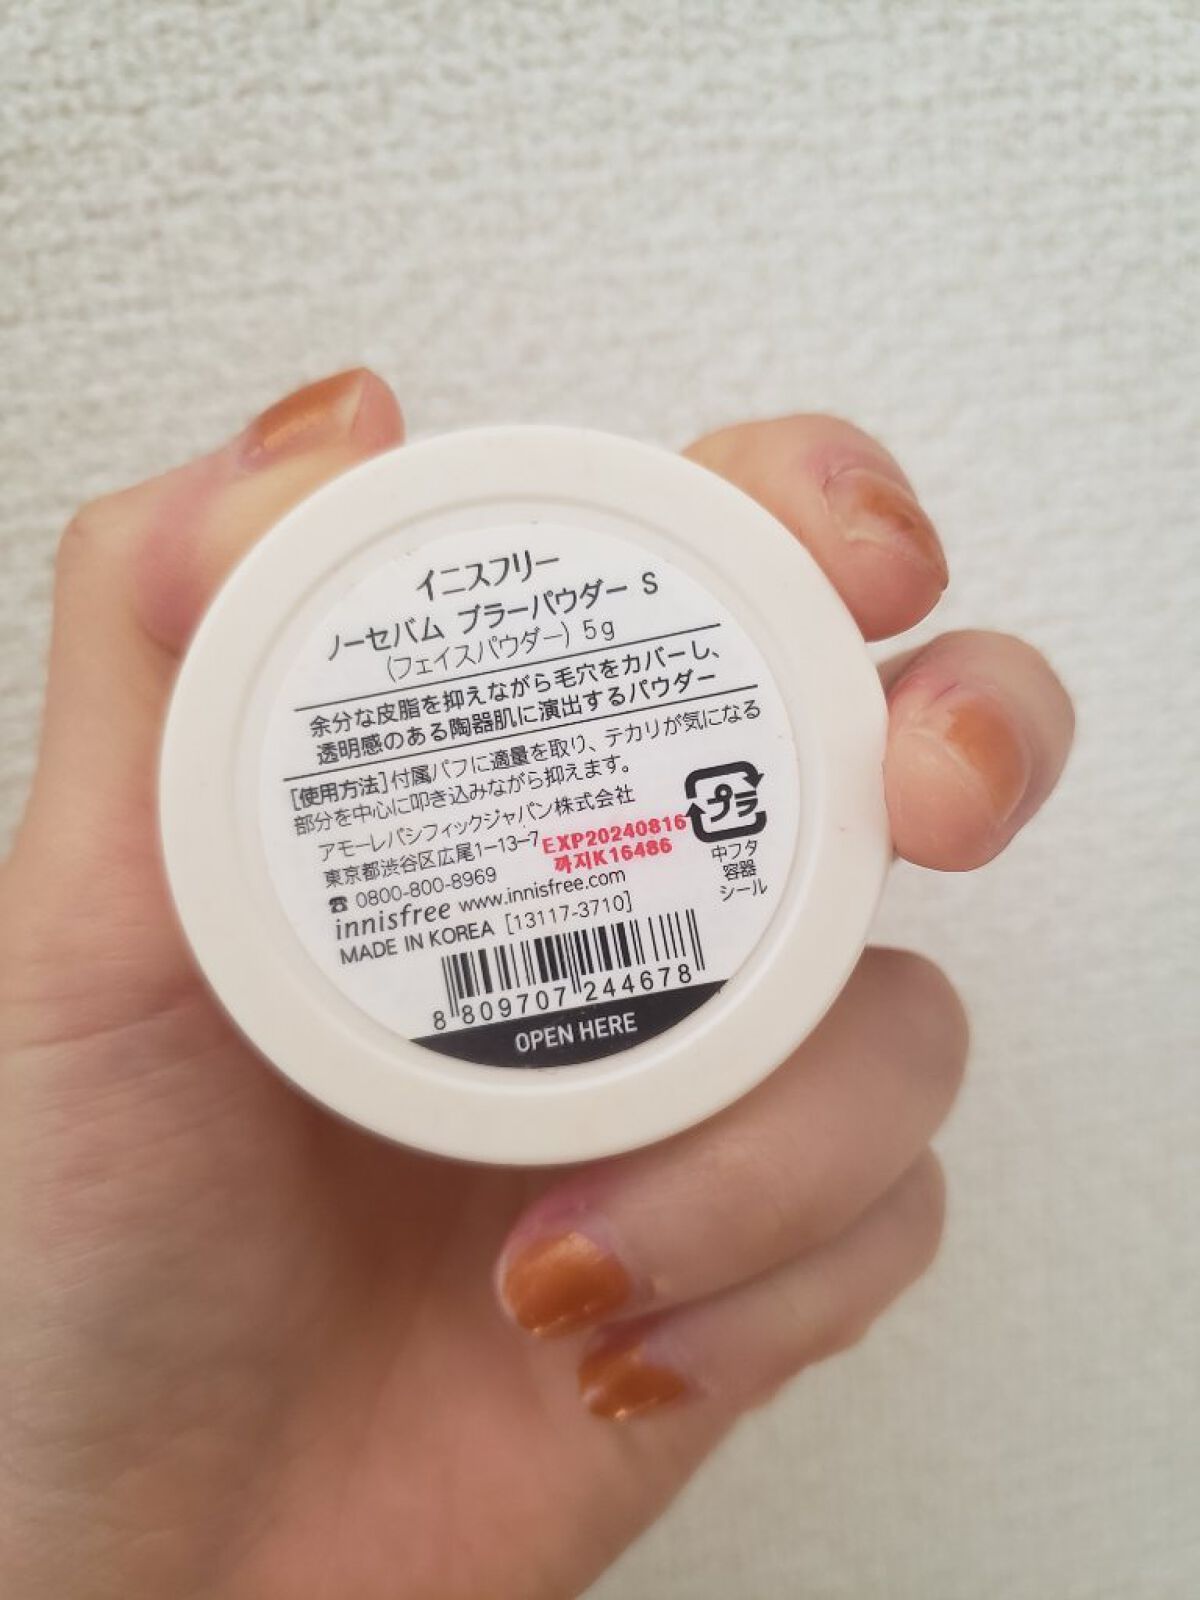 イニスフリー
ノーセバム ブラーパウダー S
(フェイスパウダー) 5g
余分な皮脂を抑えながら毛穴をカバーし、
透明感のある陶器肌に演出するパウダー
[使用方法]付属パフに適量を取り、テカリが気になる
部分を中心に叩き込みながら抑えます。
アモーレパシフィックジャパン株式会社
東京都渋谷区広尾1-13-7
EXP20240816
까지K16486
☎ 0800-800-8969
innisfree www.innisfree.com
MADE IN KOREA [13117-3710]
プラ
中フタ
容器
シール
8 809707 244678
OPEN HERE